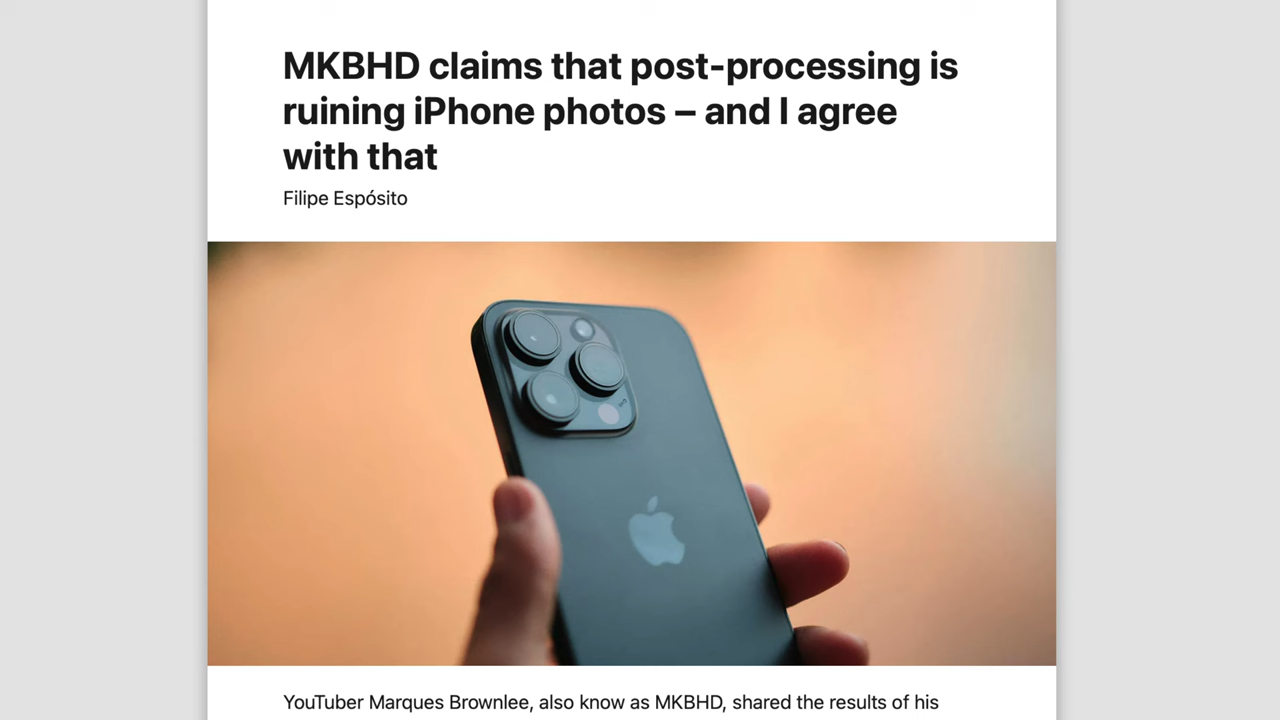 MKBHD claims that post-processing is
ruining iPhone photos – and I agree
with that
Filipe Espósito
YouTuber Marques Brownlee, also know as MKBHD, shared the results of his